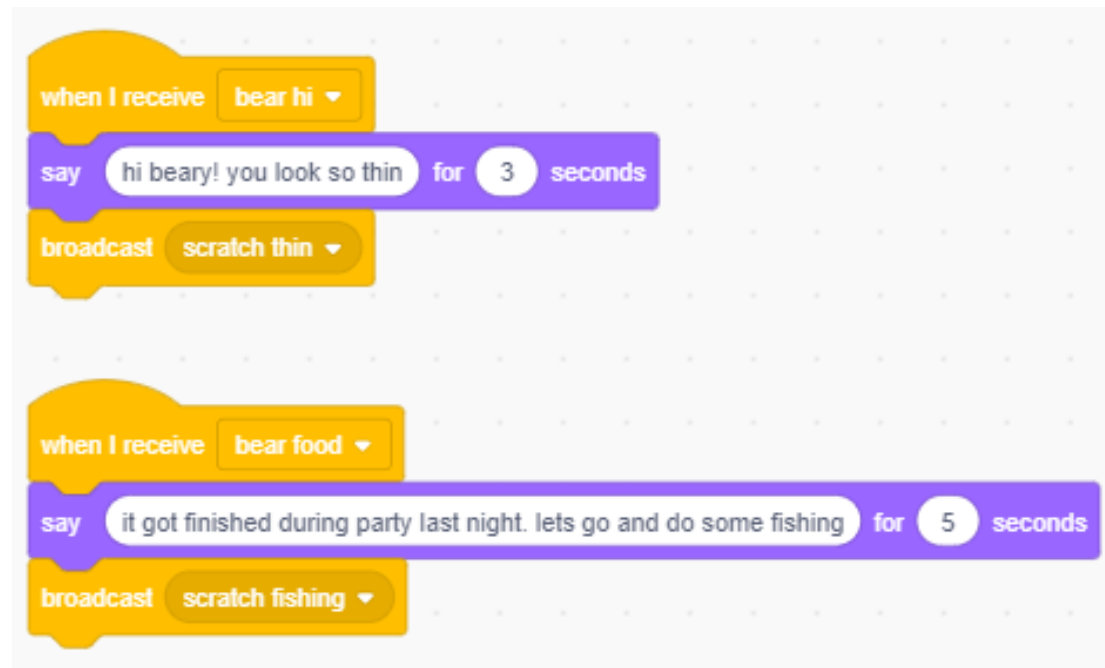 when I receive bear hi
say hi beary! you look so thin for 3 seconds
broadcast scratch thin
when I receive bear food
say it got finished during party last night. lets go and do some fishing for 5 seconds
broadcast scratch fishing